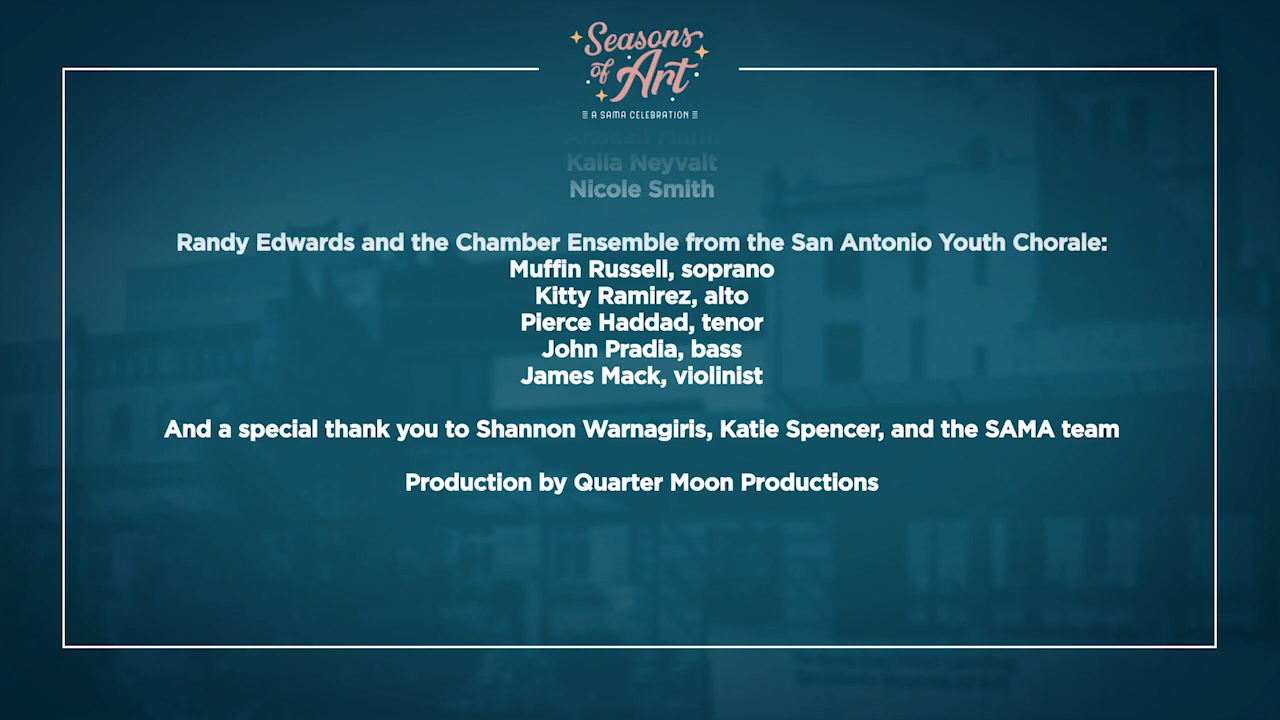 Seasons
of Art
A SAMA CELEBRATION
Kaila Neyvalt
Nicole Smith
Randy Edwards and the Chamber Ensemble from the San Antonio Youth Chorale:
Muffin Russell, soprano
Kitty Ramirez, alto
Pierce Haddad, tenor
John Pradia, bass
James Mack, violinist
And a special thank you to Shannon Warnagiris, Katie Spencer, and the SAMA team
Production by Quarter Moon Productions